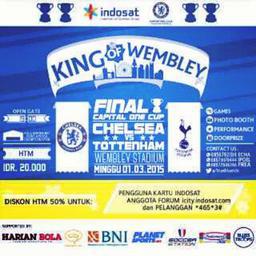 indosat
KING OF WEMBLEY
OPEN GATE
HTM
IDR. 20.000
FINAL
CAPITAL ONE CUP
CHELSEA
VS
TOTTENHAM
WEMBLEY STADIUM
MINGGU 01.03.2015
GAMES
PHOTO BOOTH
PERFORMANCE
DOORPRIZE
CONTACT US:
DISKON HTM 50% UNTUK:
PENGGUNA KARTU INDOSAT
ANGGOTA FORUM icity.indosat.com
dan PELANGGAN *465*3#
SUPPORTED BY:
HARIAN BOLA
BNI
PLANET SPORTS
SOCCER STATION